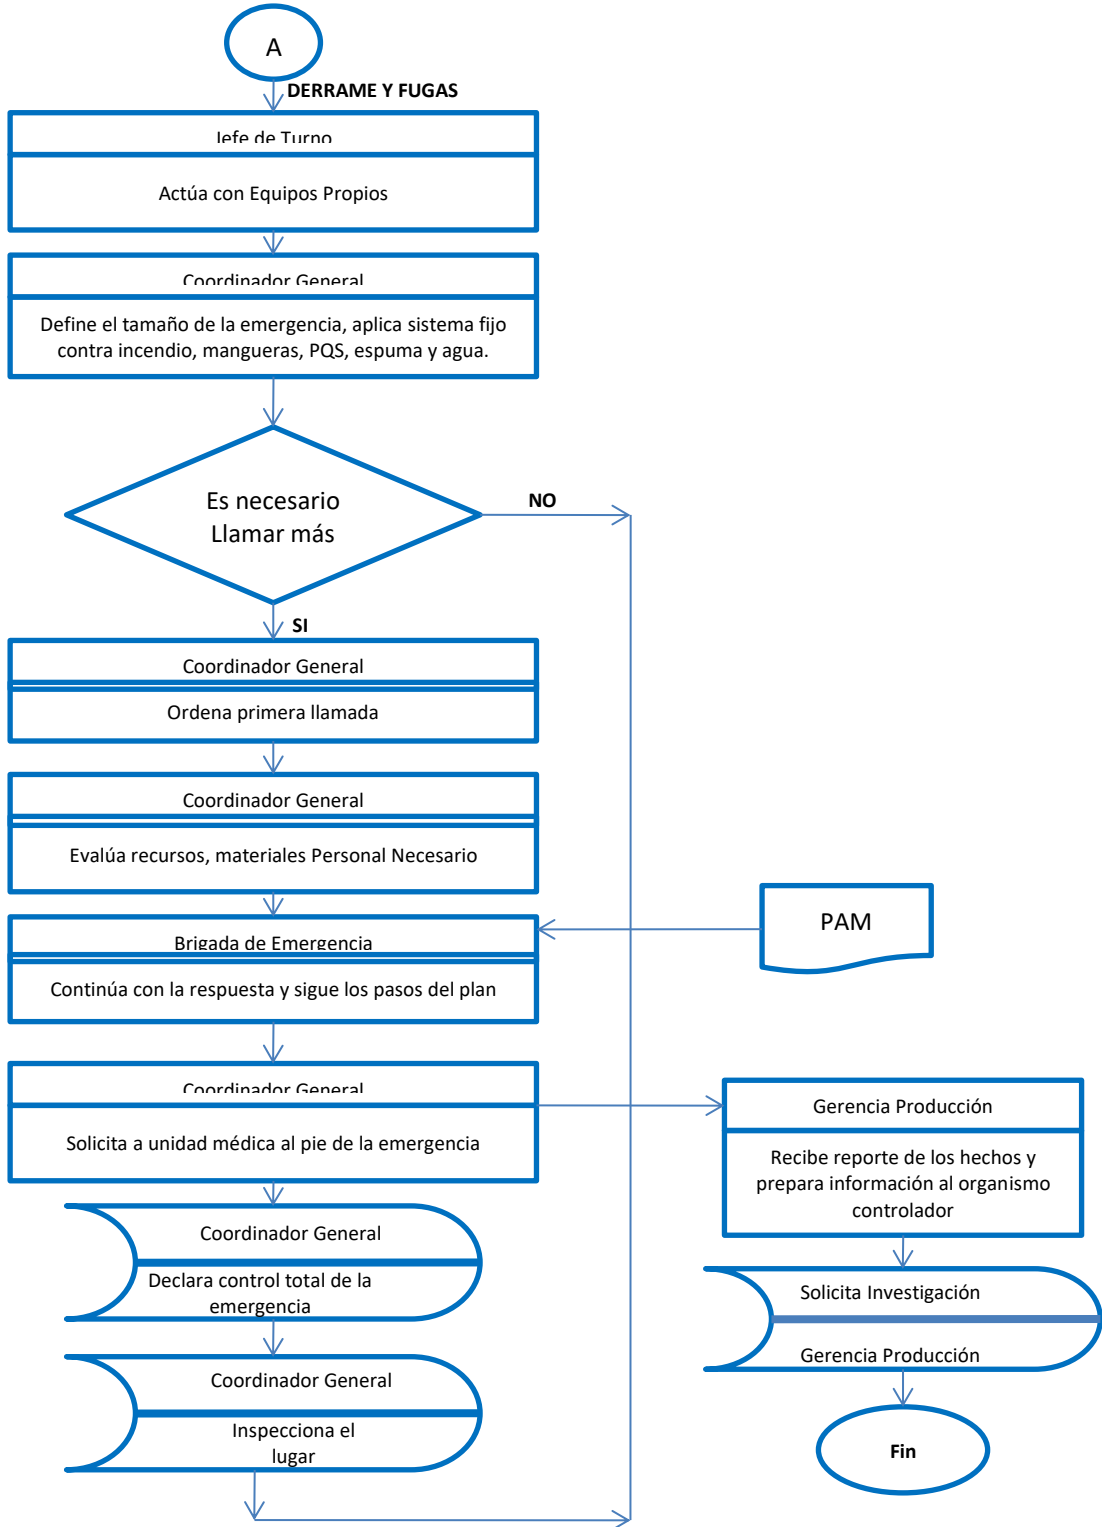 A
DERRAME Y FUGAS
Jefe de Turno
Actúa con Equipos Propios
Coordinador General
Define el tamaño de la emergencia, aplica sistema fijo
contra incendio, mangueras, PQS, espuma y agua.
Es necesario
Llamar más
NO
SI
Coordinador General
Ordena primera llamada
Coordinador General
Evalúa recursos, materiales Personal Necesario
Brigada de Emergencia
Continúa con la respuesta y sigue los pasos del plan
PAM
Coordinador General
Solicita a unidad médica al pie de la emergencia
Gerencia Producción
Recibe reporte de los hechos y
prepara información al organismo
controlador
Coordinador General
Declara control total de la
emergencia
Solicita Investigación
Gerencia Producción
Coordinador General
Inspecciona el
lugar
Fin